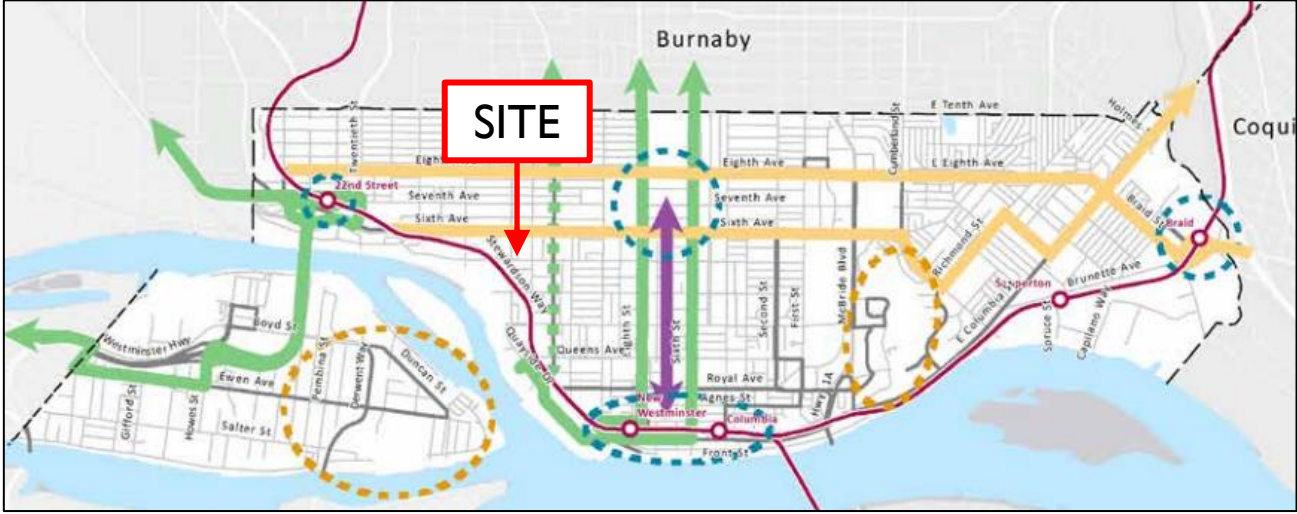 Burnaby
SITE
E Tenth Ave
Holmes
Coqui
Twentieth St
Cumberland St
Eighth
Eighth Ave
E Eighth Ave
22nd Street
Seventh Ave
Seventh Ave
Sixth Ave
Sixth Ave
Braid St
Braid
Richmond St
Stewardson Way
McBride Blvd
Second St
First St
Brunette Ave
Sapperton
E Columbia
Spruce St
Capilano Way
Boyd St
Westminster Hwy
Quayside Dr
Queens Ave
Eighth St
Sixth St
Pembina St
Derwent Way
Duncan St
Ewen Ave
Royal Ave
Agnes St
Hwy 1A
New
Westminster
Columbia
Gifford St
Howes St
Salter St
Front St